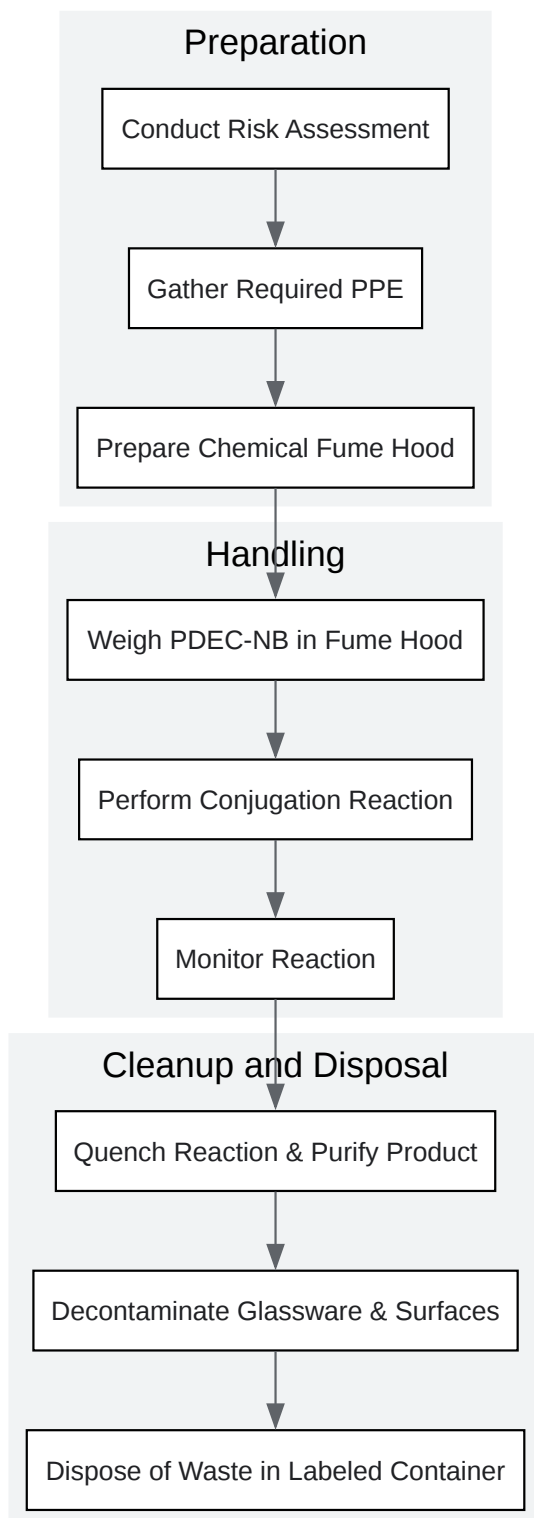 Preparation
Conduct Risk Assessment
Gather Required PPE
Prepare Chemical Fume Hood
Handling
Weigh PDEC-NB in Fume Hood
Perform Conjugation Reaction
Monitor Reaction
Cleanup and Disposal
Quench Reaction & Purify Product
Decontaminate Glassware & Surfaces
Dispose of Waste in Labeled Container